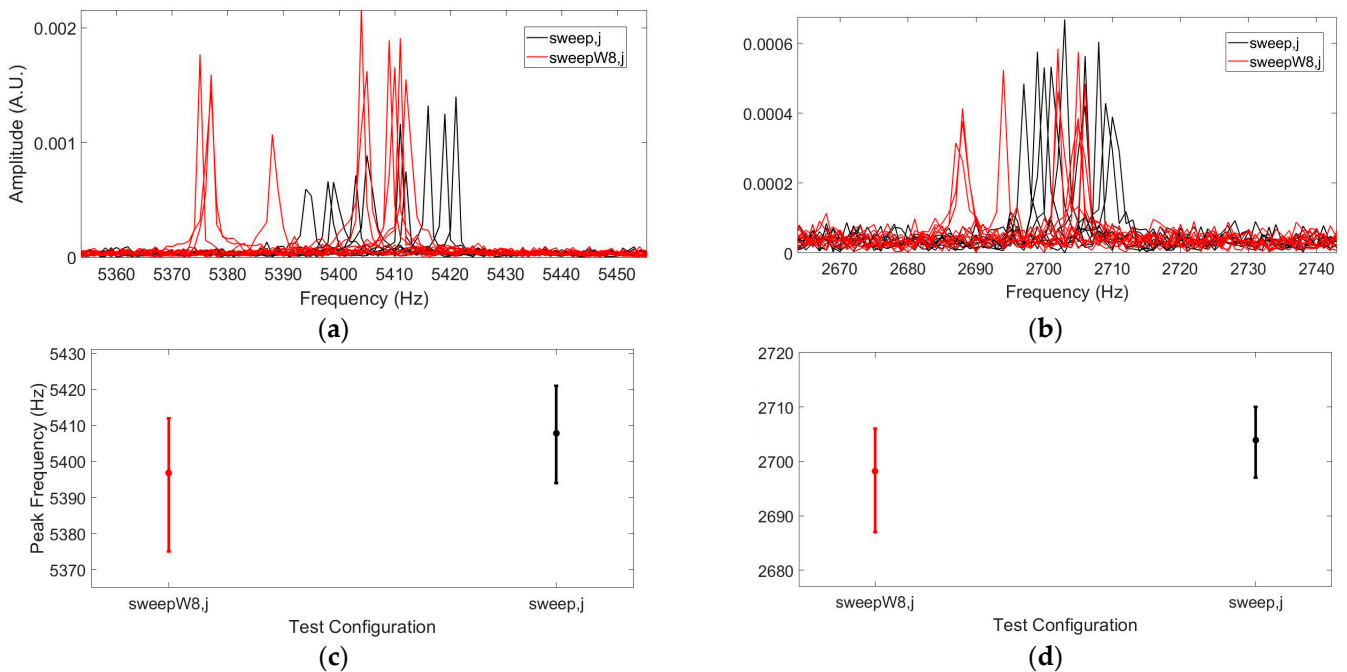 0.002
0.001
0
Amplitude (A.U.)
sweep,j
sweepW8,j
5360 5370 5380 5390 5400 5410 5420 5430 5440 5450
Frequency (Hz)
(a)
0.0006
0.0004
0.0002
0
sweep,j
sweepW8,j
2670 2680 2690 2700 2710 2720 2730 2740
Frequency (Hz)
(b)
5430
5420
5410
5400
5390
5380
5370
Peak Frequency (Hz)
sweepW8,j sweep,j
Test Configuration
(c)
2720
2710
2700
2690
2680
sweepW8,j sweep,j
Test Configuration
(d)